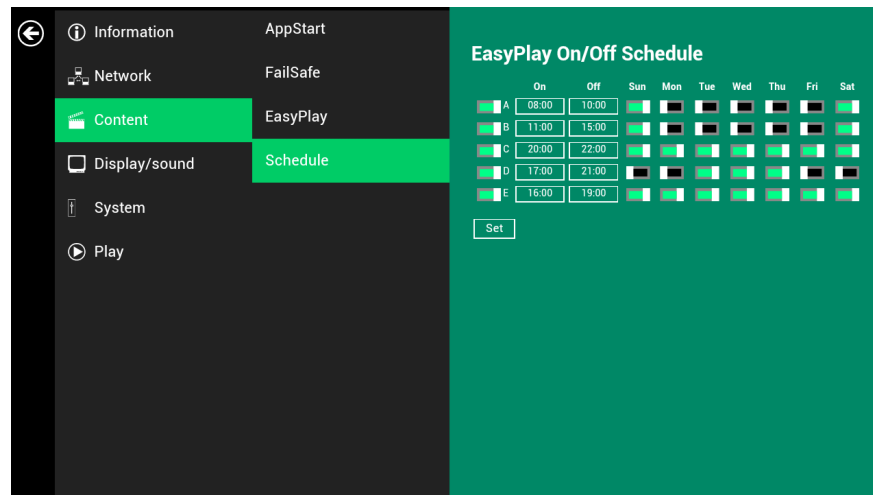 Information
Network
Content
Display/sound
System
Play
AppStart
FailSafe
EasyPlay
Schedule
EasyPlay On/Off Schedule
On Off Sun Mon Tue Wed Thu Fri Sat
A 08:00 10:00
B 11:00 15:00
C 20:00 22:00
D 17:00 21:00
E 16:00 19:00
Set